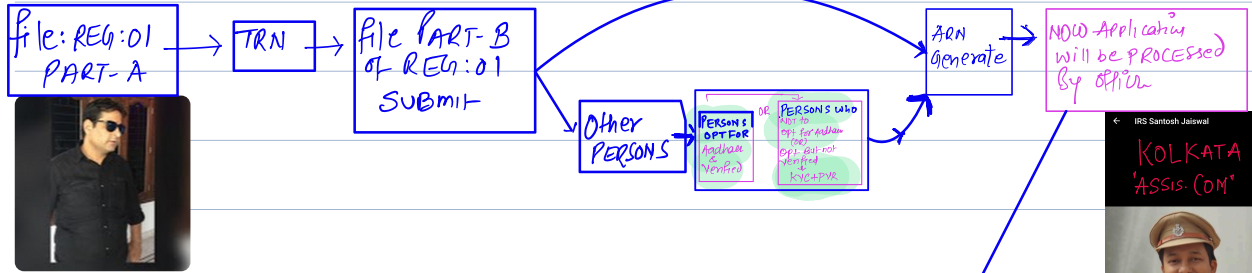 file: REG:01
PART-A
TRN
file PART-B
of REG:01
SUBMIT
Other
PERSONS
PERSONS
OPT FOR
Aadhaar
&
Verified
OR
PERSONS WHO
NOT to
Opt for Aadhaar
(OR)
Opt But not
Verified
KYC+PVR
ARN
Generate
NOW Application
will be PROCESSED
By officer
← IRS Santosh Jaiswal
KOLKATA
"ASSIS. COM"